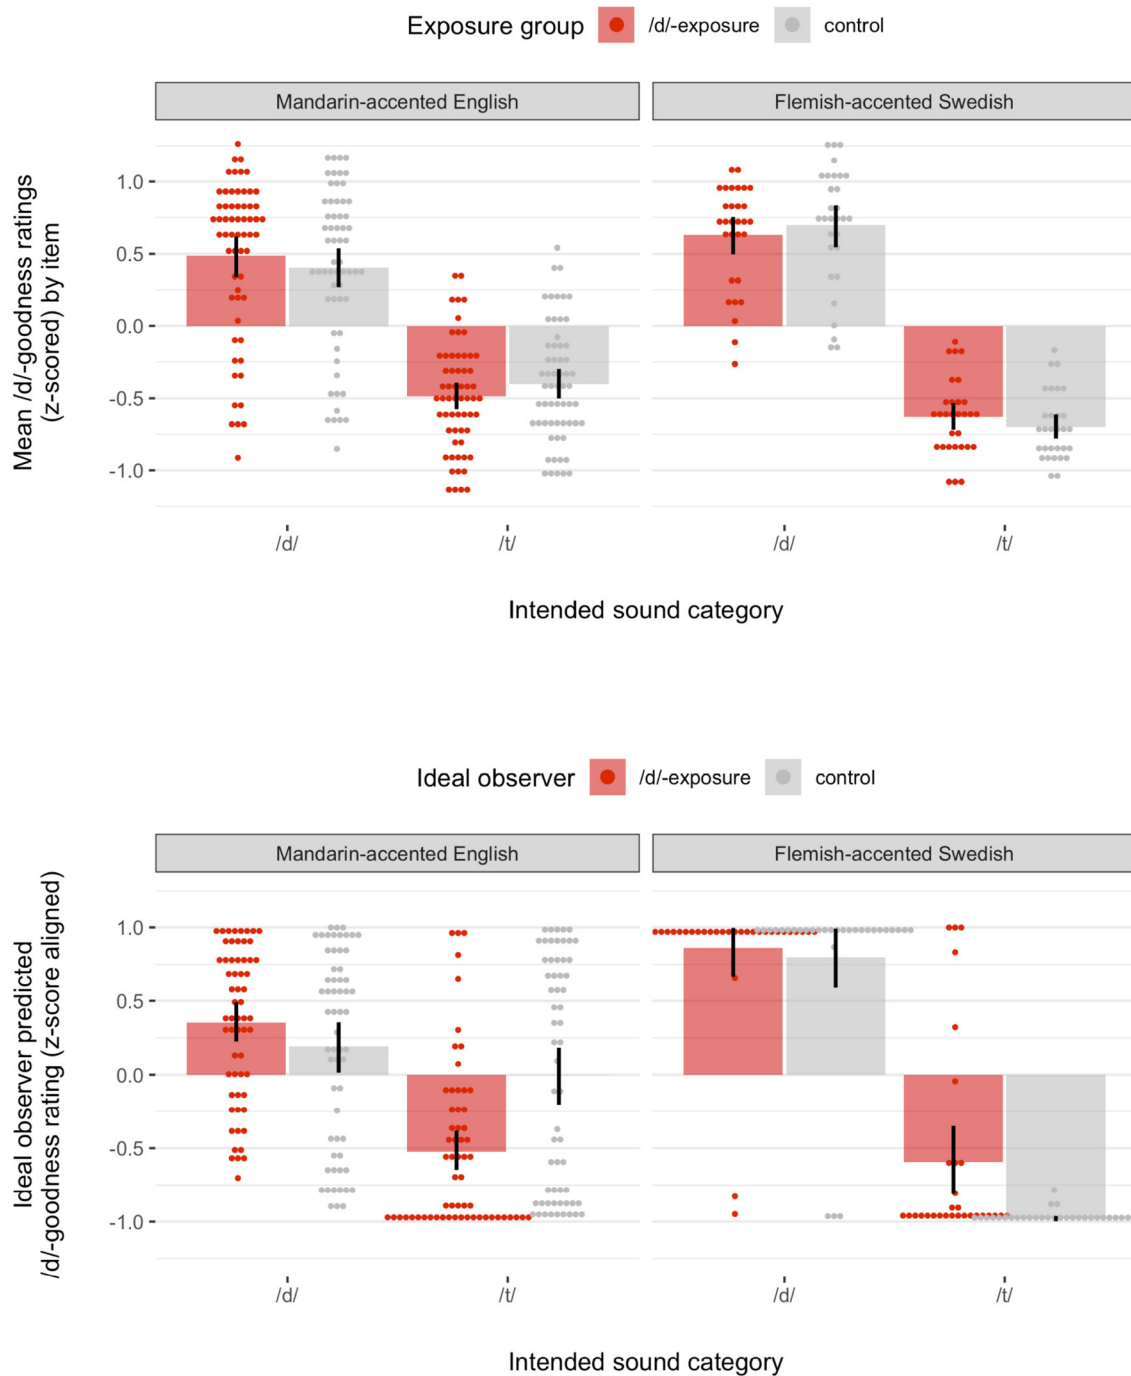 Exposure group /d/-exposure control
Mandarin-accented English Flemish-accented Swedish
Mean /d/-goodness ratings
(z-scored) by item
1.0
0.5
0.0
-0.5
-1.0
/d/ /t/ /d/ /t/
Intended sound category
Ideal observer /d/-exposure control
Mandarin-accented English Flemish-accented Swedish
Ideal observer predicted
/d/-goodness rating (z-score aligned)
1.0
0.5
0.0
-0.5
-1.0
/d/ /t/ /d/ /t/
Intended sound category